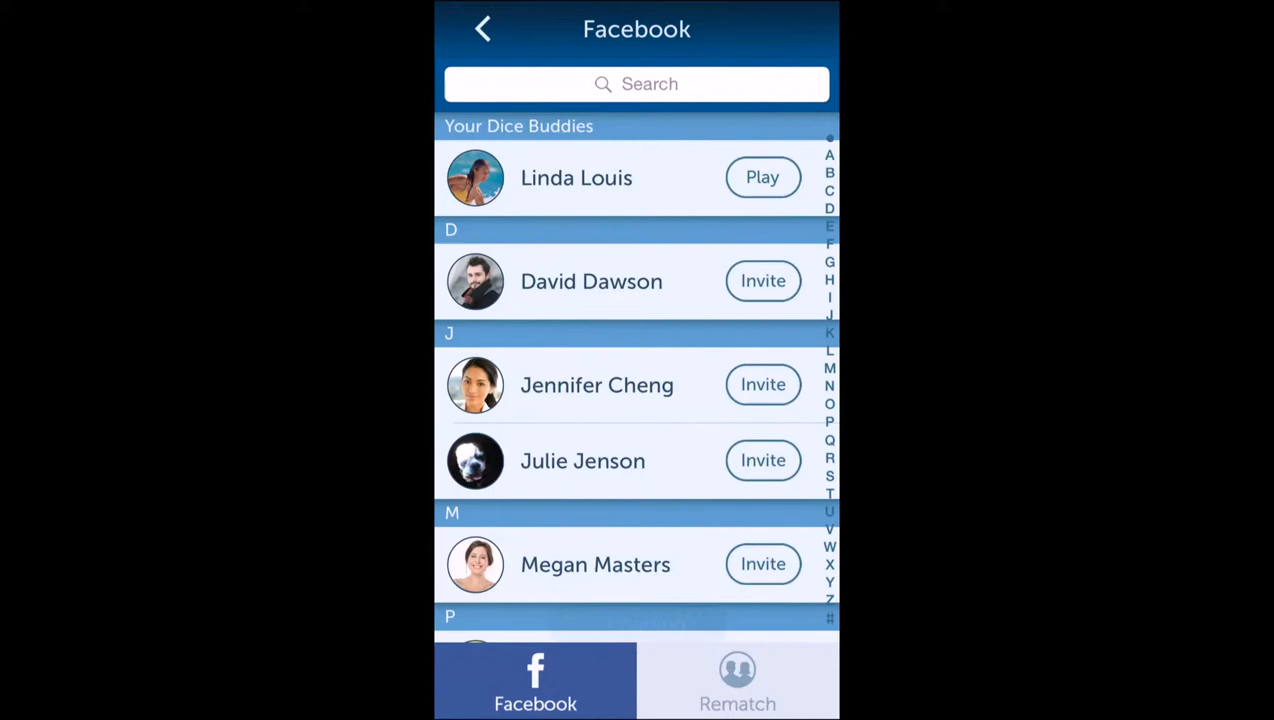 Facebook
Search
Your Dice Buddies
Linda Louis
Play
D
David Dawson
Invite
J
Jennifer Cheng
Invite
Julie Jenson
Invite
M
Megan Masters
Invite
P
A
B
C
D
E
F
G
H
I
J
K
L
M
N
O
P
Q
R
S
T
U
V
W
X
Y
Z
#
f
Facebook
Rematch